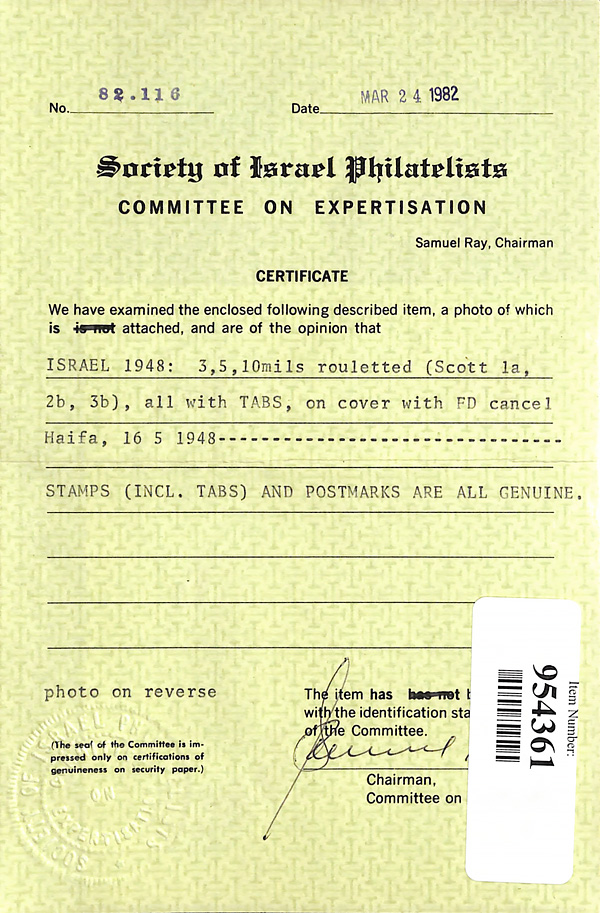 No. 82.116 Date MAR 24 1982
Society of Israel Philatelists
COMMITTEE ON EXPERTISATION
Samuel Ray, Chairman
CERTIFICATE
We have examined the enclosed following described item, a photo of which
is is not attached, and are of the opinion that
ISRAEL 1948: 3,5,10mils rouletted (Scott 1a,
2b, 3b), all with TABS, on cover with FD cancel
Haifa, 16 5 1948--------------------------------
STAMPS (INCL. TABS) AND POSTMARKS ARE ALL GENUINE.
photo on reverse
(The seal of the Committee is im-
pressed only on certifications of
genuineness on security paper.)
The item has has not
with the identification
of the Committee.
Chairman,
Committee on
Item Number:
954361